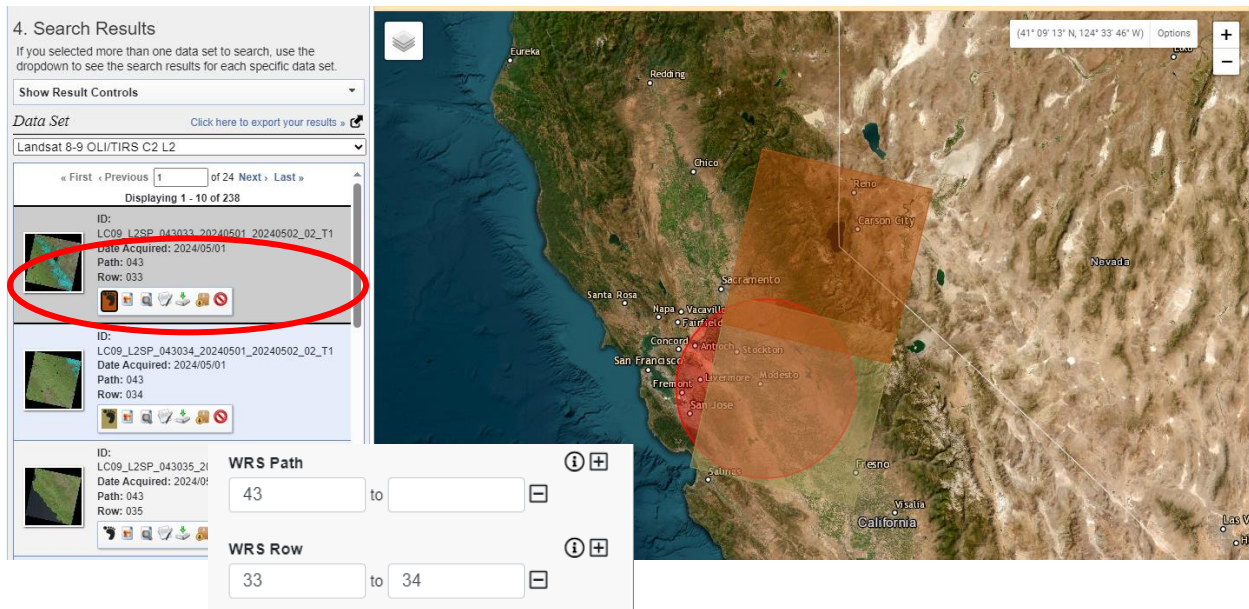 4. Search Results
If you selected more than one data set to search, use the
dropdown to see the search results for each specific data set.
Show Result Controls
Data Set
Click here to export your results »
Landsat 8-9 OLI/TIRS C2 L2
« First ‹ Previous 1 of 24 Next › Last »
Displaying 1 - 10 of 238
ID:
LC09_L2SP_043033_20240501_20240502_02_T1
Date Acquired: 2024/05/01
Path: 043
Row: 033
ID:
LC09_L2SP_043034_20240501_20240502_02_T1
Date Acquired: 2024/05/01
Path: 043
Row: 034
ID:
LC09_L2SP_043035_20
Date Acquired: 2024/05
Path: 043
Row: 035
WRS Path
43 to
WRS Row
33 to 34
(41° 09' 13" N, 124° 33' 46" W) Options
+
−
Eureka
Redding
Chico
Reno
Carson City
Nevada
Sacramento
Santa Rosa
Napa
Vacaville
Fairfield
Concord
Antioch
Stockton
San Francisco
Livermore
Modesto
Fremont
San Jose
Salinas
Fresno
Visalia
California
Las V